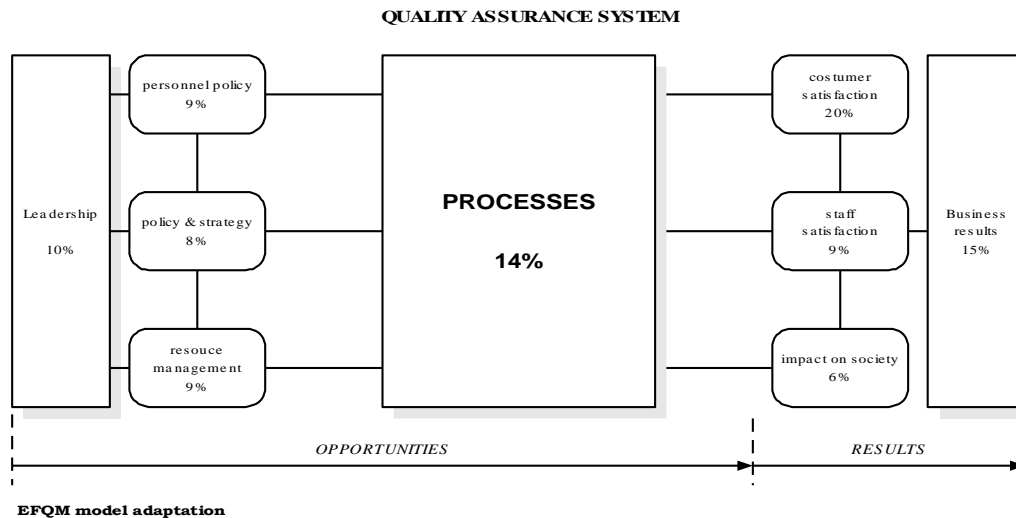 QUALITY ASSURANCE SYSTEM
Leadership
10%
personnel policy
9%
policy & strategy
8%
resouce
management
9%
PROCESSES
14%
costumer
satisfaction
20%
staff
satisfaction
9%
impact on society
6%
Business
results
15%
OPPORTUNITIES
RESULTS
EFQM model adaptation